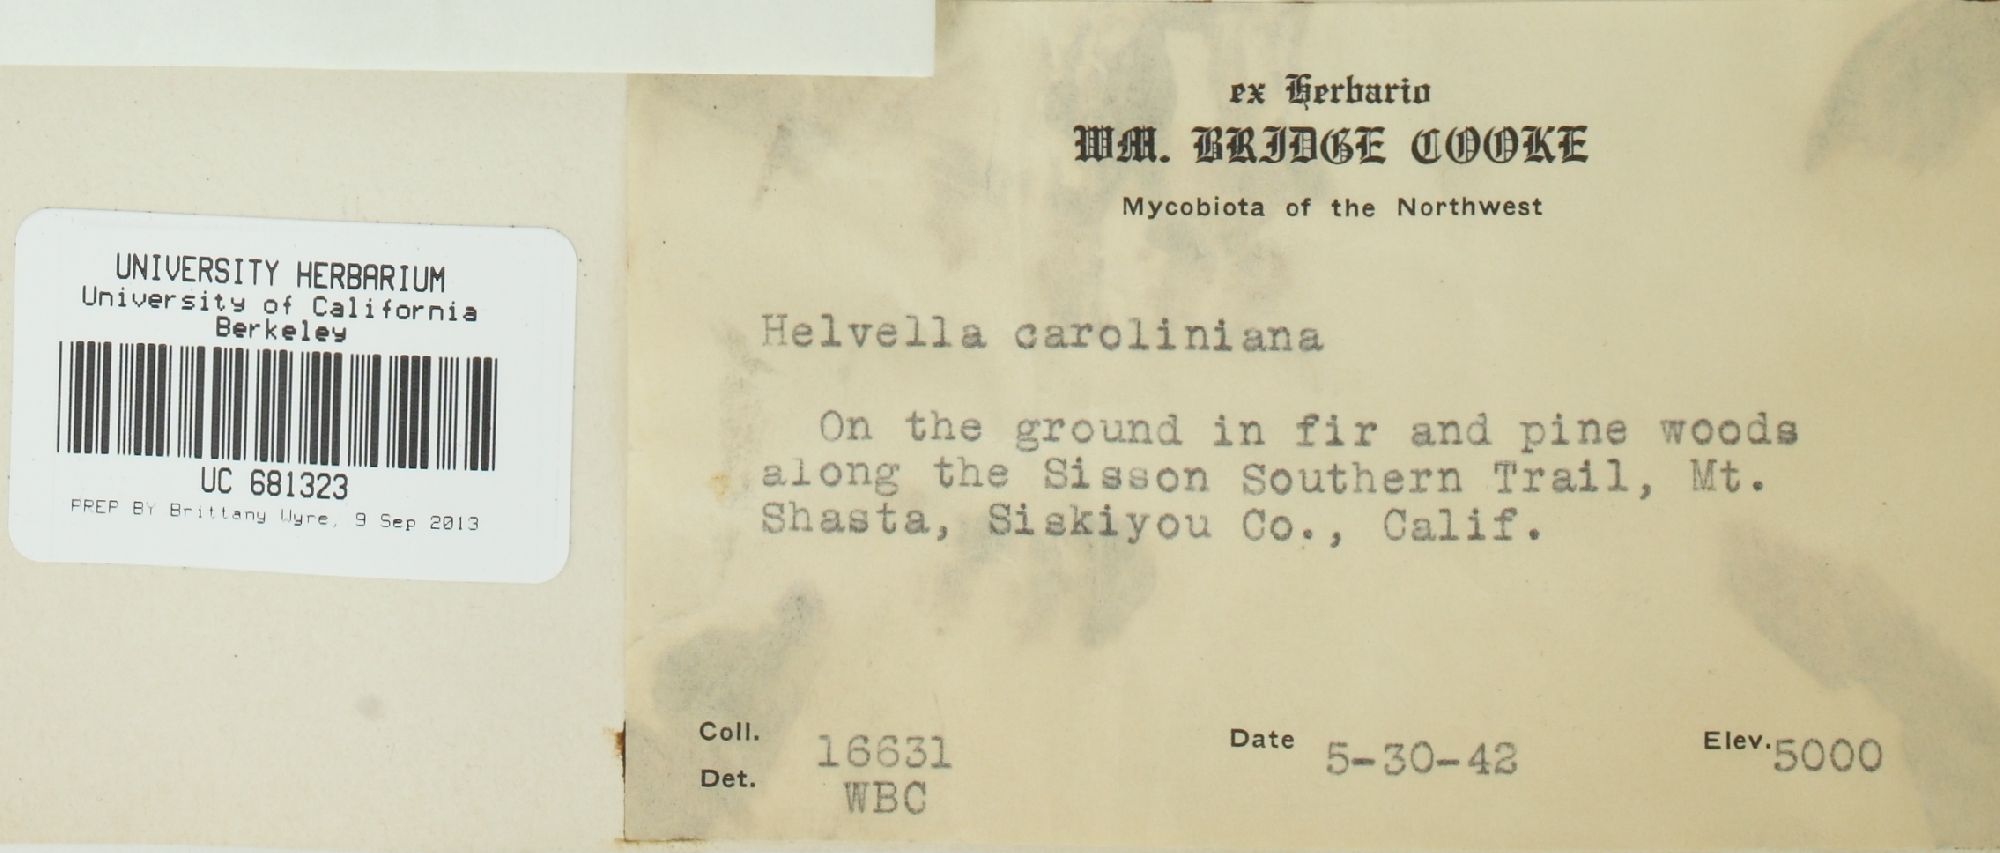 UNIVERSITY HERBARIUM
University of California
Berkeley
UC 681323
PREP BY Brittany Wyre, 9 Sep 2013
ex Herbario
WM. BRIDGE COOKE
Mycobiota of the Northwest
Helvella caroliniana
On the ground in fir and pine woods
along the Sisson Southern Trail, Mt.
Shasta, Siskiyou Co., Calif.
Coll. 16631 Date 5-30-42 Elev. 5000
Det. WBC